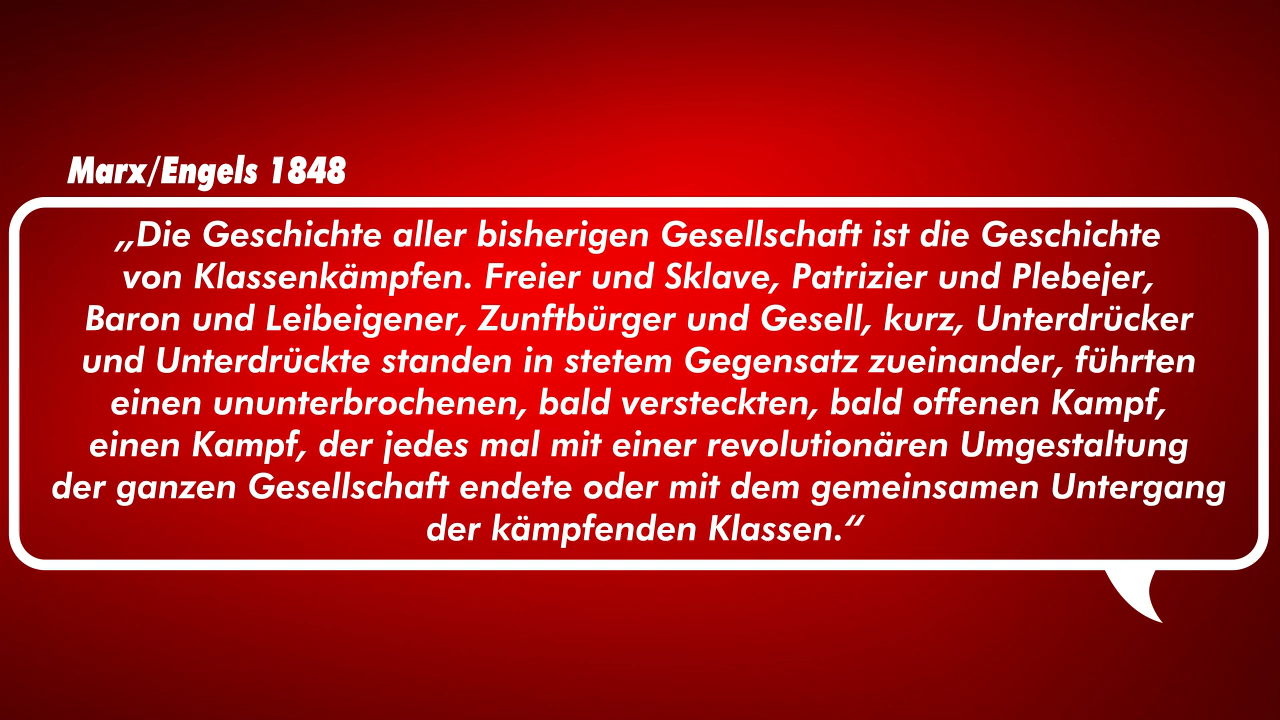 Marx/Engels 1848
„Die Geschichte aller bisherigen Gesellschaft ist die Geschichte
von Klassenkämpfen. Freier und Sklave, Patrizier und Plebejer,
Baron und Leibeigener, Zunftbürger und Gesell, kurz, Unterdrücker
und Unterdrückte standen in stetem Gegensatz zueinander, führten
einen ununterbrochenen, bald versteckten, bald offenen Kampf,
einen Kampf, der jedes mal mit einer revolutionären Umgestaltung
der ganzen Gesellschaft endete oder mit dem gemeinsamen Untergang
der kämpfenden Klassen.“